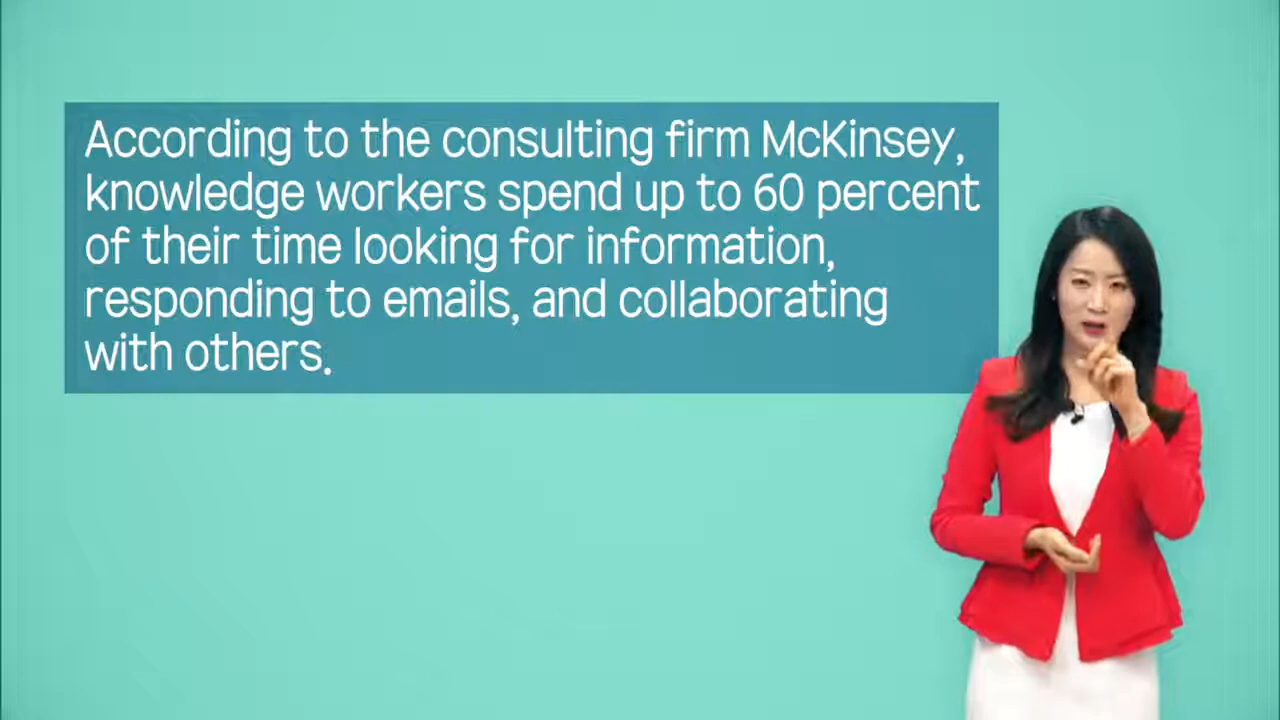 According to the consulting firm McKinsey,
knowledge workers spend up to 60 percent
of their time looking for information,
responding to emails, and collaborating
with others.